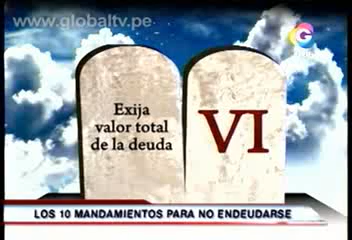 www.globaltv.pe
G
Exija
valor total
de la deuda
VI
LOS 10 MANDAMIENTOS PARA NO ENDEUDARSE